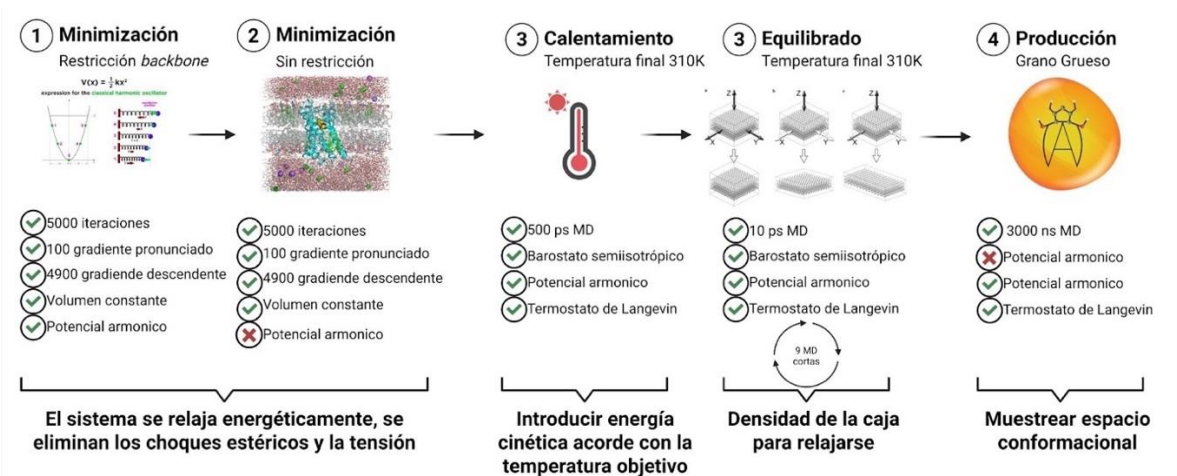 1 Minimización
Restricción backbone
V(x) = ½ kx²
expression for the classical harmonic oscillator
2 Minimización
Sin restricción
3 Calentamiento
Temperatura final 310K
3 Equilibrado
Temperatura final 310K
Z
X
Y
Z
X
Y
Z
X
Y
4 Producción
Grano Grueso
5000 iteraciones
100 gradiente pronunciado
4900 gradiende descendente
Volumen constante
Potencial armonico
5000 iteraciones
100 gradiente pronunciado
4900 gradiende descendente
Volumen constante
Potencial armonico
500 ps MD
Barostato semiisotrópico
Potencial armonico
Termostato de Langevin
10 ps MD
Barostato semiisotrópico
Potencial armonico
Termostato de Langevin
9 MD
cortas
3000 ns MD
Potencial armonico
Potencial armonico
Termostato de Langevin
El sistema se relaja energéticamente, se
eliminan los choques estéricos y la tensión
Introducir energía
cinética acorde con la
temperatura objetivo
Densidad de la caja
para relajarse
Muestrear espacio
conformacional